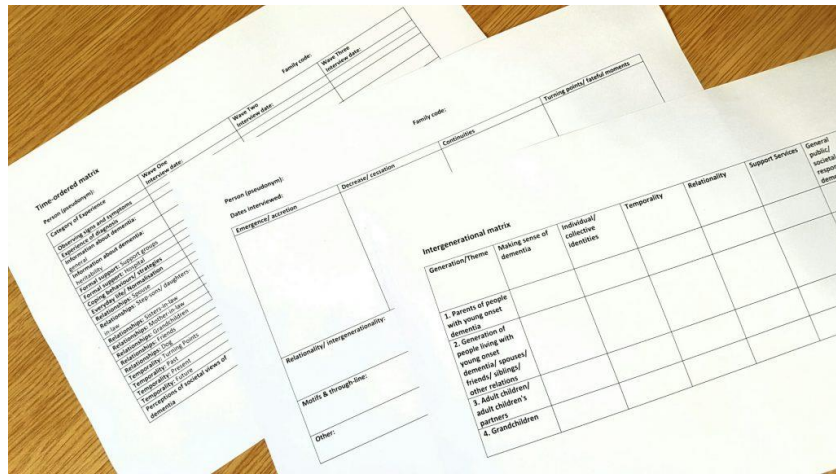 Time-ordered matrix
Family code:
Person (pseudonym):
Category of Experience
Wave One
Interview date:
Wave Two
Interview date:
Wave Three
Interview date:
Observing signs and symptoms
Experience of diagnosis
Information about dementia:
general
Information about dementia:
heritability
Formal support: Support groups
Formal support: Hospital
Coping behaviours/ strategies
Everyday life/ Normalisation
Relationships: Spouse
Relationships: Step-sons/ daughters-
in-law
Relationships: Sisters-in-law
Relationships: Mother-in-law
Relationships: Grandchildren
Relationships: Friends
Relationships: Dog
Temporality: Turning Points
Temporality: Past
Temporality: Present
Temporality: Future
Perceptions of societal views of
dementia
Person (pseudonym):
Family code:
Dates interviewed:
Emergence/ accretion
Decrease/ cessation
Continuities
Turning points/ fateful moments
Relationality/ intergenerationality:
Motifs & through-line:
Other:
Intergenerational matrix
Generation/Theme
Making sense of
dementia
Individual/
collective
identities
Temporality
Relationality
Support Services
General
public/
societal
respon
deme
1. Parents of people
with young onset
dementia
2. Generation of
people living with
young onset
dementia/ spouses/
friends/ siblings/
other relations
3. Adult children/
adult children's
partners
4. Grandchildren